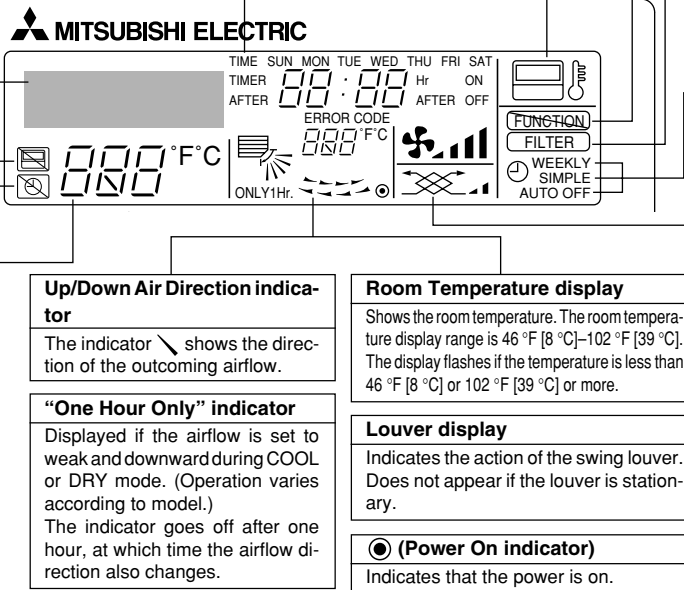 MITSUBISHI ELECTRIC
TIME SUN MON TUE WED THU FRI SAT
TIMER 88:88 Hr ON
AFTER AFTER OFF
ERROR CODE
888°F°C
888°F°C
ONLY1Hr.
FUNCTION
FILTER
WEEKLY
SIMPLE
AUTO OFF
Up/Down Air Direction indica-
tor
The indicator shows the direc-
tion of the outcoming airflow.
“One Hour Only” indicator
Displayed if the airflow is set to
weak and downward during COOL
or DRY mode. (Operation varies
according to model.)
The indicator goes off after one
hour, at which time the airflow di-
rection also changes.
Room Temperature display
Shows the room temperature. The room tempera-
ture display range is 46 °F [8 °C]–102 °F [39 °C].
The display flashes if the temperature is less than
46 °F [8 °C] or 102 °F [39 °C] or more.
Louver display
Indicates the action of the swing louver.
Does not appear if the louver is station-
ary.
(Power On indicator)
Indicates that the power is on.